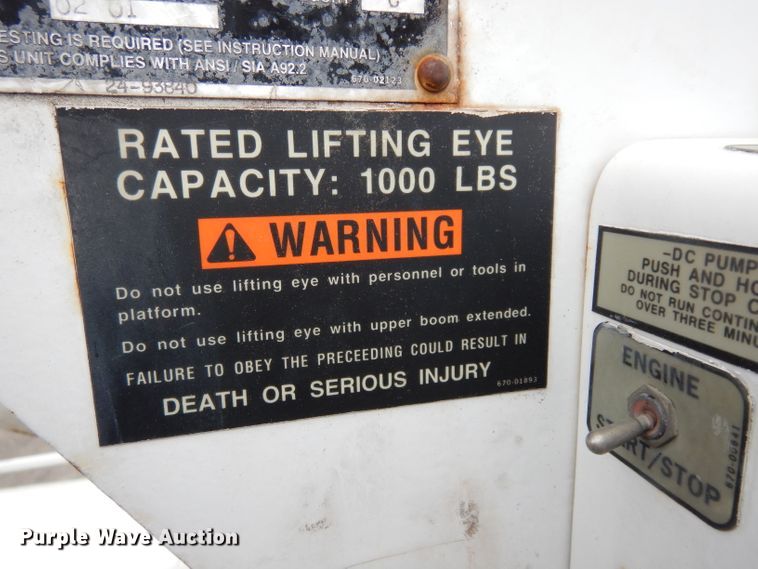 02 01
C
ESTING IS REQUIRED (SEE INSTRUCTION MANUAL)
S UNIT COMPLIES WITH ANSI / SIA A92.2
670-02123
24-93840
RATED LIFTING EYE
CAPACITY: 1000 LBS
WARNING
Do not use lifting eye with personnel or tools in
platform.
Do not use lifting eye with upper boom extended.
FAILURE TO OBEY THE PRECEEDING COULD RESULT IN
DEATH OR SERIOUS INJURY
670-01893
-DC PUMP
PUSH AND HO
DURING STOP C
DO NOT RUN CONTIN
OVER THREE MINU
ENGINE
START/STOP
Purple Wave Auction